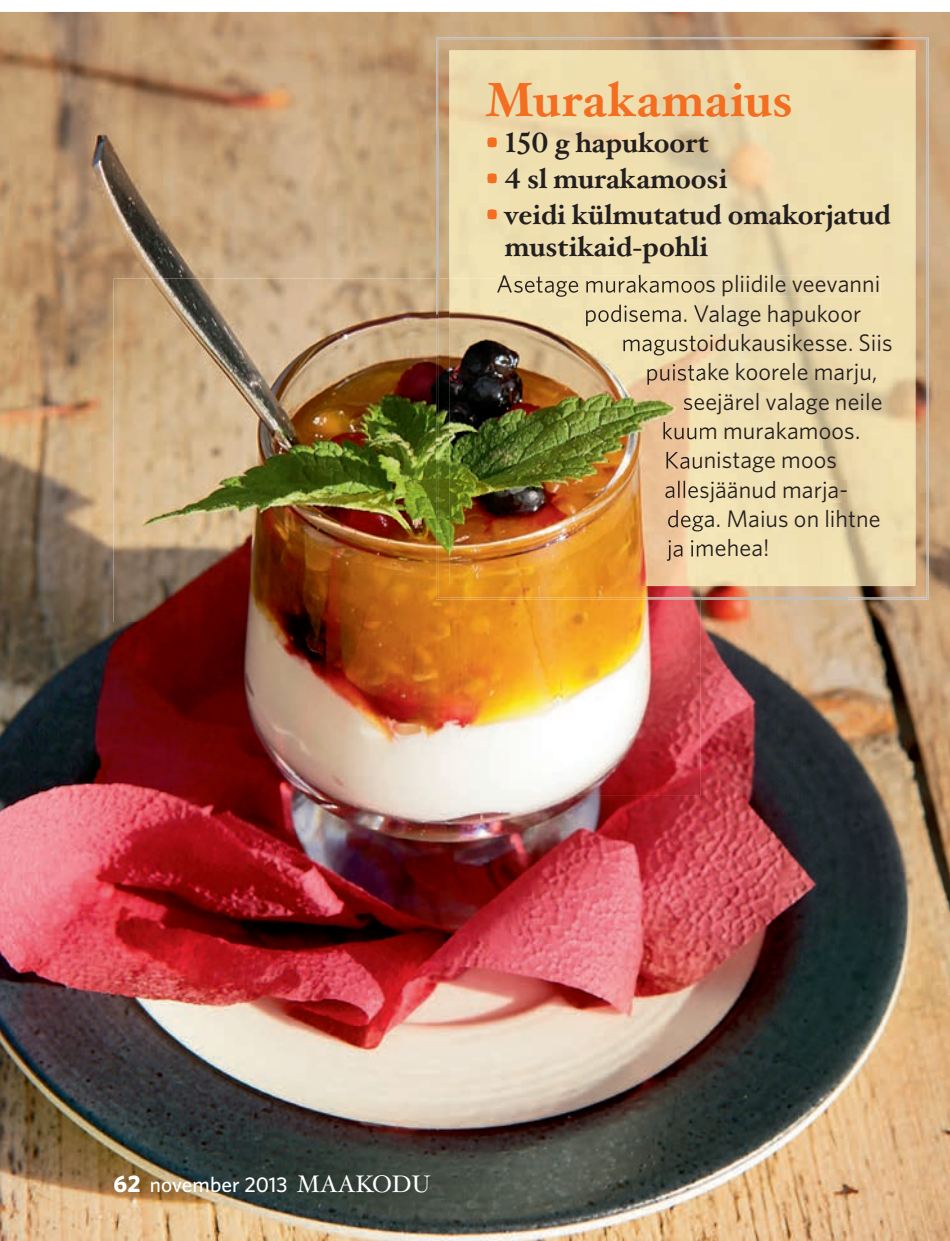 Murakamaius
▪ 150 g hapukoort
▪ 4 sl murakamoosi
▪ veidi külmutatud omakorjatud
mustikaid-pohli
Asetage murakamoos pliidile veevanni
podisema. Valage hapukoor
magustoidukausikesse. Siis
puistake koorele marju,
seejärel valage neile
kuum murakamoos.
Kaunistage moos
allesjäänud marja-
dega. Maius on lihtne
ja imehea!
62 november 2013 MAAKODU